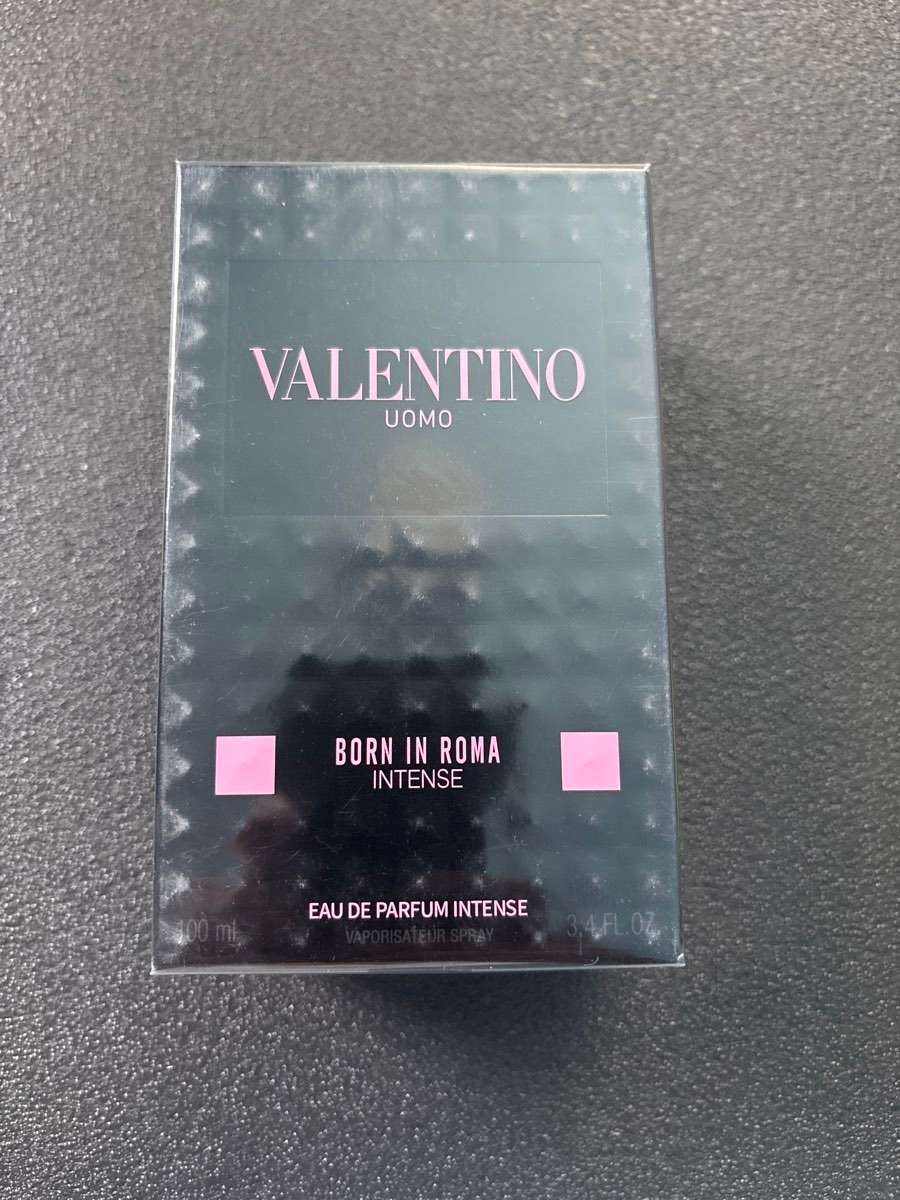 VALENTINO
UOMO
BORN IN ROMA
INTENSE
EAU DE PARFUM INTENSE
100 ml 3,4 FL.OZ
VAPORISATEUR SPRAY